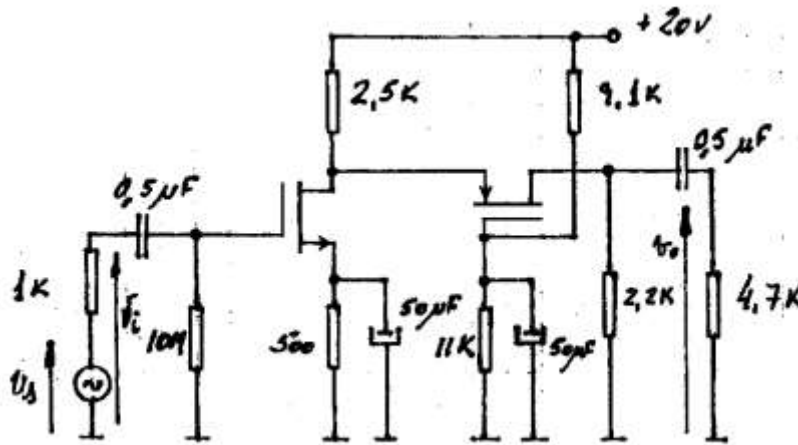 +20V
2,5K
9,1K
0,5µF
0,5µF
1K
vi
10M
vs
500
50µF
11K
50µF
vo
2,2K
4,7K